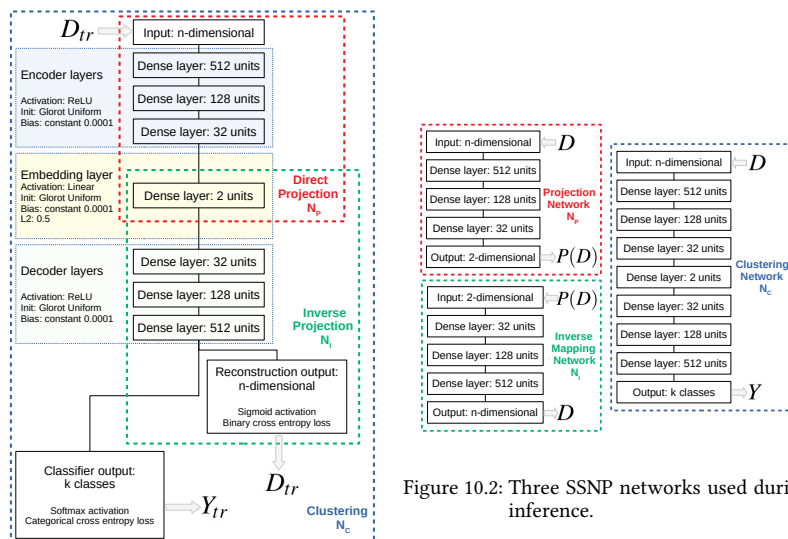 D_tr
Input: n-dimensional
Encoder layers
Activation: ReLU
Init: Glorot Uniform
Bias: constant 0.0001
Dense layer: 512 units
Dense layer: 128 units
Dense layer: 32 units
Embedding layer
Activation: Linear
Init: Glorot Uniform
Bias: constant 0.0001
L2: 0.5
Dense layer: 2 units
Direct
Projection
N_P
Decoder layers
Activation: ReLU
Init: Glorot Uniform
Bias: constant 0.0001
Dense layer: 32 units
Dense layer: 128 units
Dense layer: 512 units
Inverse
Projection
N_I
Reconstruction output:
n-dimensional
Sigmoid activation
Binary cross entropy loss
D_tr
Classifier output:
k classes
Softmax activation
Categorical cross entropy loss
Y_tr
Clustering
N_C
Input: n-dimensional
D
Dense layer: 512 units
Dense layer: 128 units
Dense layer: 32 units
Output: 2-dimensional
P(D)
Projection
Network
N_P
Input: 2-dimensional
P(D)
Dense layer: 32 units
Dense layer: 128 units
Dense layer: 512 units
Output: n-dimensional
D
Inverse
Mapping
Network
N_I
Input: n-dimensional
D
Dense layer: 512 units
Dense layer: 128 units
Dense layer: 32 units
Dense layer: 2 units
Dense layer: 32 units
Dense layer: 128 units
Dense layer: 512 units
Output: k classes
Y
Clustering
Network
N_C
Figure 10.2: Three SSNP networks used duri
inference.